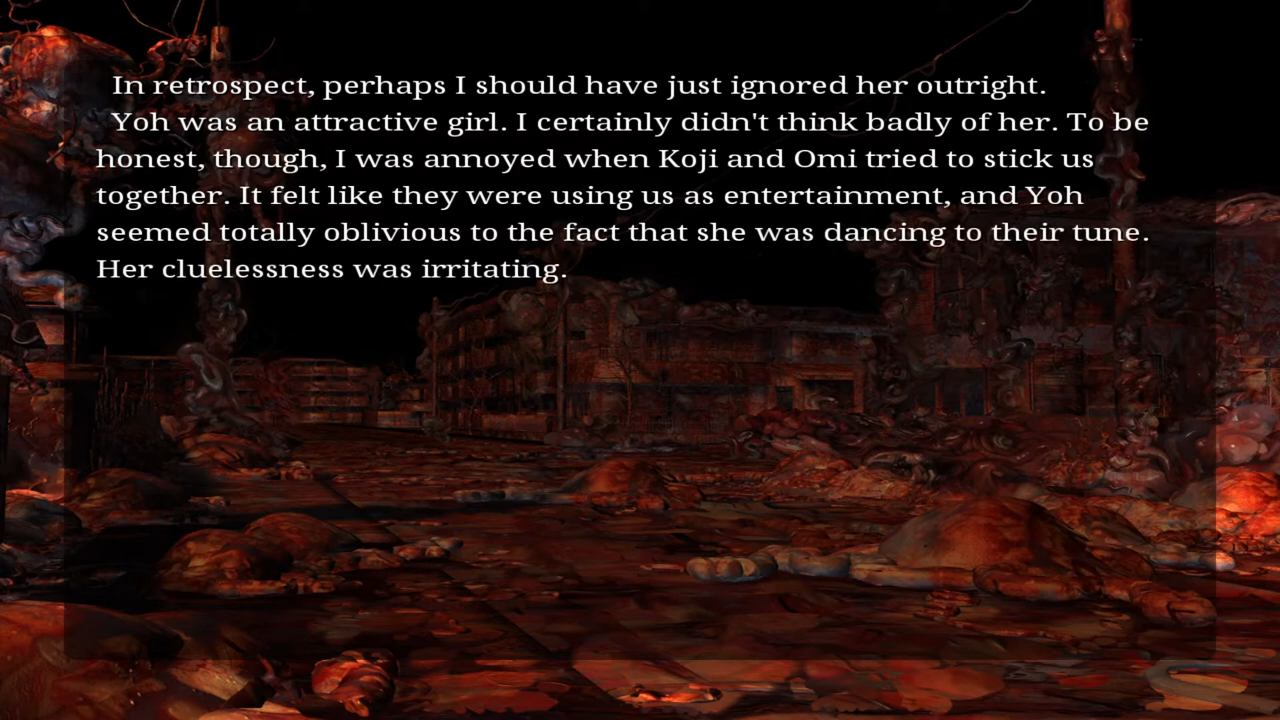 In retrospect, perhaps I should have just ignored her outright.
Yoh was an attractive girl. I certainly didn't think badly of her. To be
honest, though, I was annoyed when Koji and Omi tried to stick us
together. It felt like they were using us as entertainment, and Yoh
seemed totally oblivious to the fact that she was dancing to their tune.
Her cluelessness was irritating.